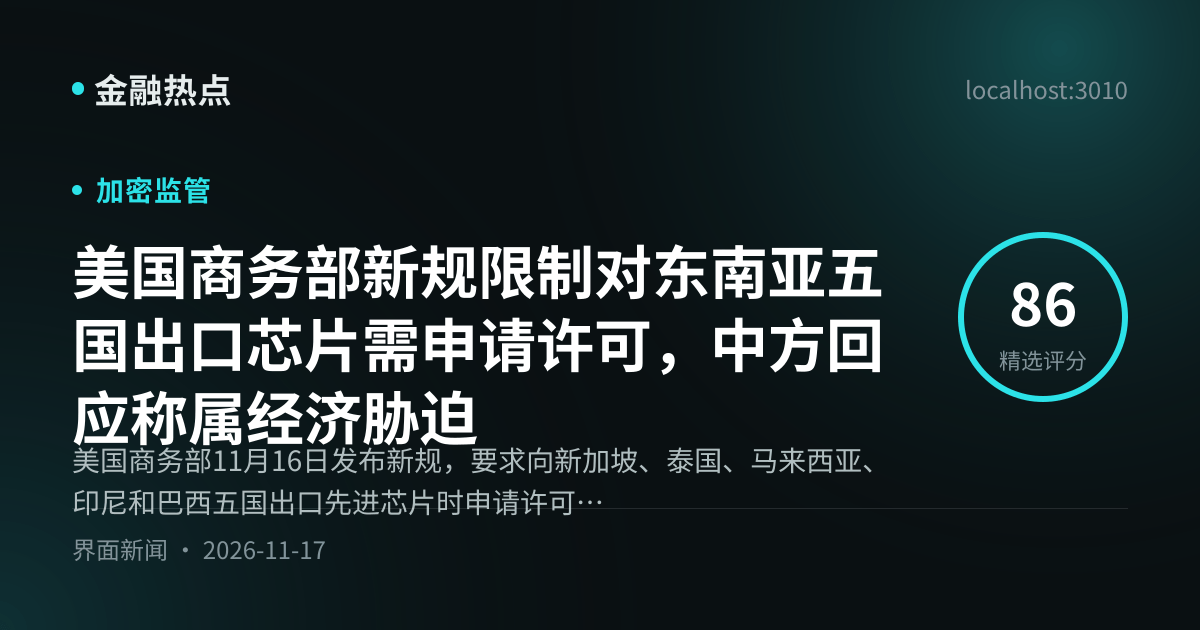 金融热点
localhost:3010
加密监管
美国商务部新规限制对东南亚五
国出口芯片需申请许可，中方回
应称属经济胁迫
86
精选评分
美国商务部11月16日发布新规，要求向新加坡、泰国、马来西亚、
印尼和巴西五国出口先进芯片时申请许可…
界面新闻 · 2026-11-17